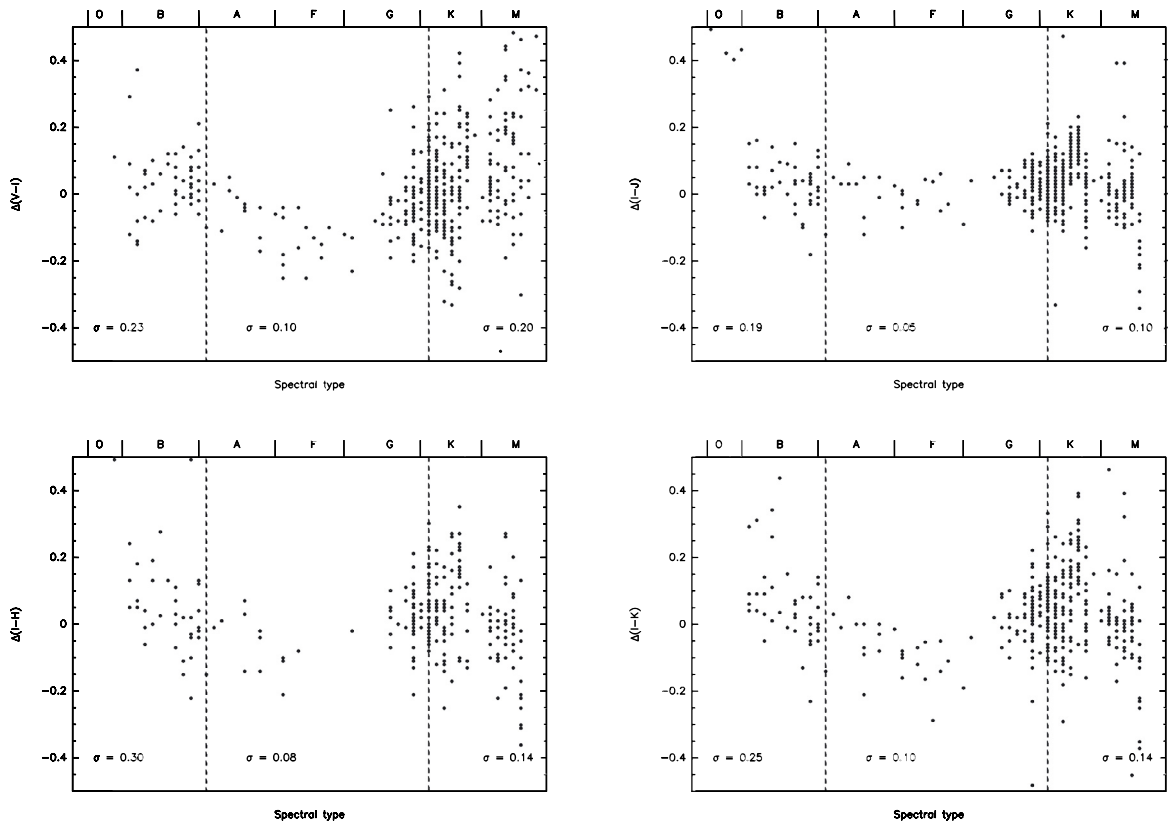 O B A F G K M
0.4
0.2
0
−0.2
−0.4
Δ(V−I)
σ = 0.23 σ = 0.10 σ = 0.20
Spectral type
O B A F G K M
0.4
0.2
0
−0.2
−0.4
Δ(I−J)
σ = 0.19 σ = 0.05 σ = 0.10
Spectral type
O B A F G K M
0.4
0.2
0
−0.2
−0.4
Δ(I−H)
σ = 0.30 σ = 0.08 σ = 0.14
Spectral type
O B A F G K M
0.4
0.2
0
−0.2
−0.4
Δ(I−K)
σ = 0.25 σ = 0.10 σ = 0.14
Spectral type